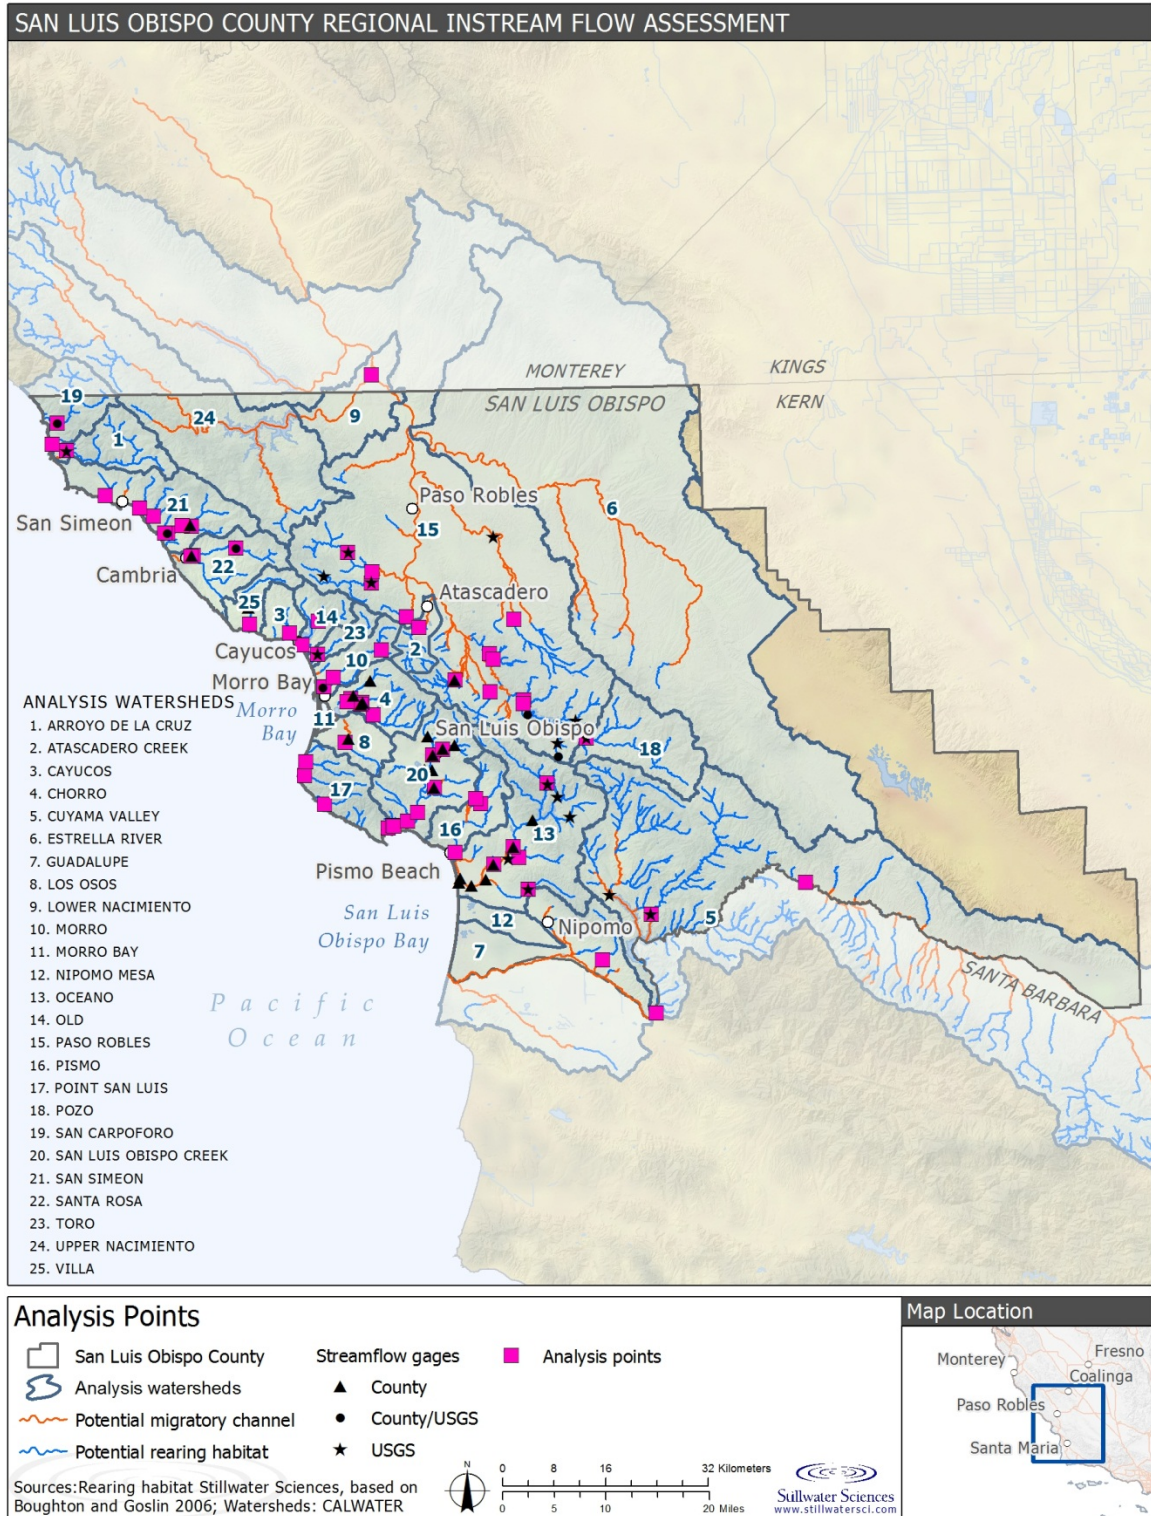 SAN LUIS OBISPO COUNTY REGIONAL INSTREAM FLOW ASSESSMENT
MONTEREY
KINGS
SAN LUIS OBISPO
KERN
19
24
9
1
Paso Robles
6
21
15
San Simeon
22
Cambria
Atascadero
25
3
14
23
2
Cayucos
10
Morro Bay
4
ANALYSIS WATERSHEDS
Morro
Bay
11
San Luis Obispo
8
18
20
17
13
16
Pismo Beach
San Luis
Obispo Bay
12
Nipomo
5
7
SANTA BARBARA
Pacific
Ocean
1. ARROYO DE LA CRUZ
2. ATASCADERO CREEK
3. CAYUCOS
4. CHORRO
5. CUYAMA VALLEY
6. ESTRELLA RIVER
7. GUADALUPE
8. LOS OSOS
9. LOWER NACIMIENTO
10. MORRO
11. MORRO BAY
12. NIPOMO MESA
13. OCEANO
14. OLD
15. PASO ROBLES
16. PISMO
17. POINT SAN LUIS
18. POZO
19. SAN CARPOFORO
20. SAN LUIS OBISPO CREEK
21. SAN SIMEON
22. SANTA ROSA
23. TORO
24. UPPER NACIMIENTO
25. VILLA
Analysis Points
San Luis Obispo County
Analysis watersheds
Potential migratory channel
Potential rearing habitat
Streamflow gages
County
County/USGS
USGS
Analysis points
Sources:Rearing habitat Stillwater Sciences, based on
Boughton and Goslin 2006; Watersheds: CALWATER
N
0 8 16 32 Kilometers
0 5 10 20 Miles
Stillwater Sciences
www.stillwatersci.com
Map Location
Monterey
Fresno
Coalinga
Paso Robles
Santa Maria